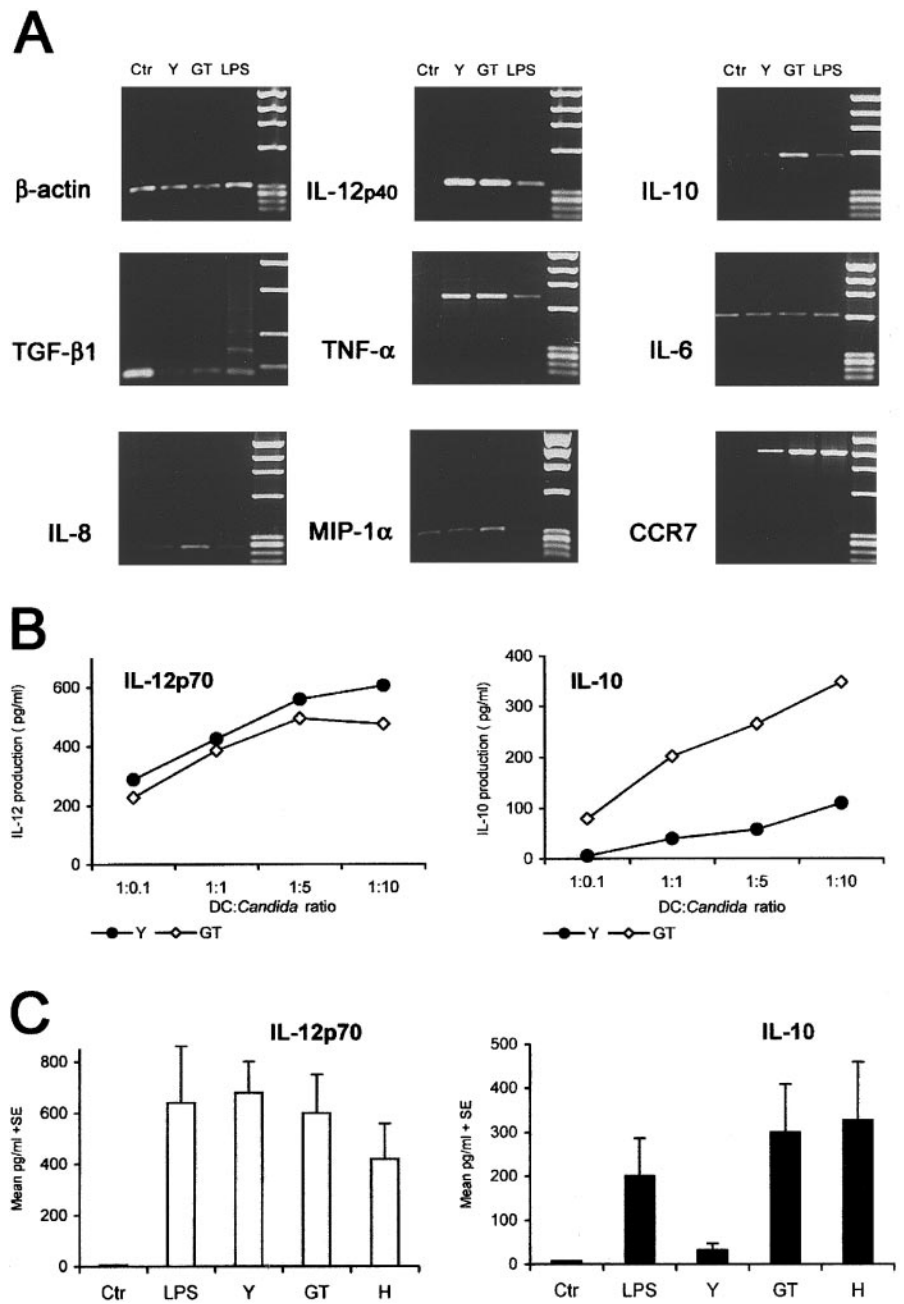 A
Ctr Y GT LPS
Ctr Y GT LPS
Ctr Y GT LPS
β-actin
IL-12p40
IL-10
TGF-β1
TNF-α
IL-6
IL-8
MIP-1α
CCR7
B
IL-12p70
IL-12 production ( pg/ml)
600
400
200
0
1:0.1 1:1 1:5 1:10
DC:Candida ratio
Y GT
IL-10
IL-10 production ( pg/ml)
400
300
200
100
0
1:0.1 1:1 1:5 1:10
DC:Candida ratio
Y GT
C
IL-12p70
Mean pg/ml +SE
800
600
400
200
0
Ctr LPS Y GT H
IL-10
Mean pg/ml + SE
500
400
300
200
100
0
Ctr LPS Y GT H